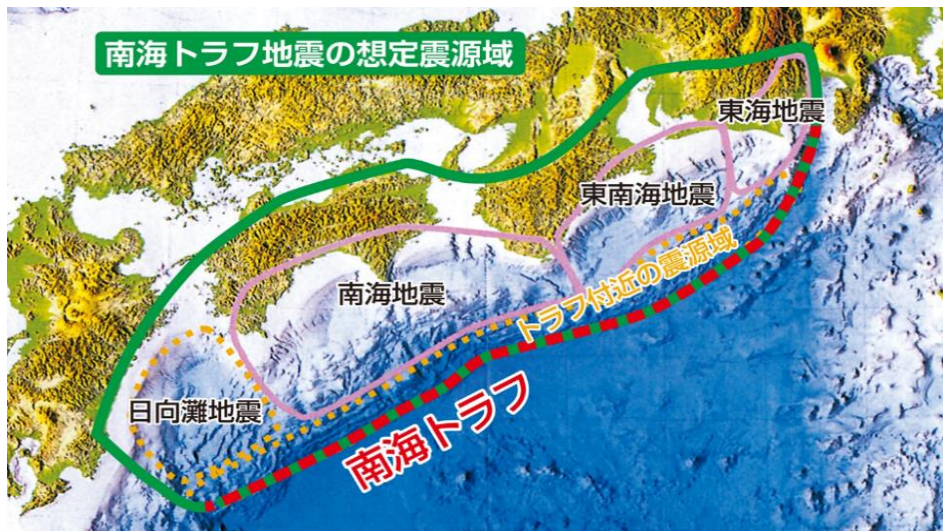 南海トラフ地震の想定震源域
東海地震
東南海地震
トラフ付近の震源域
南海地震
日向灘地震
南海トラフ